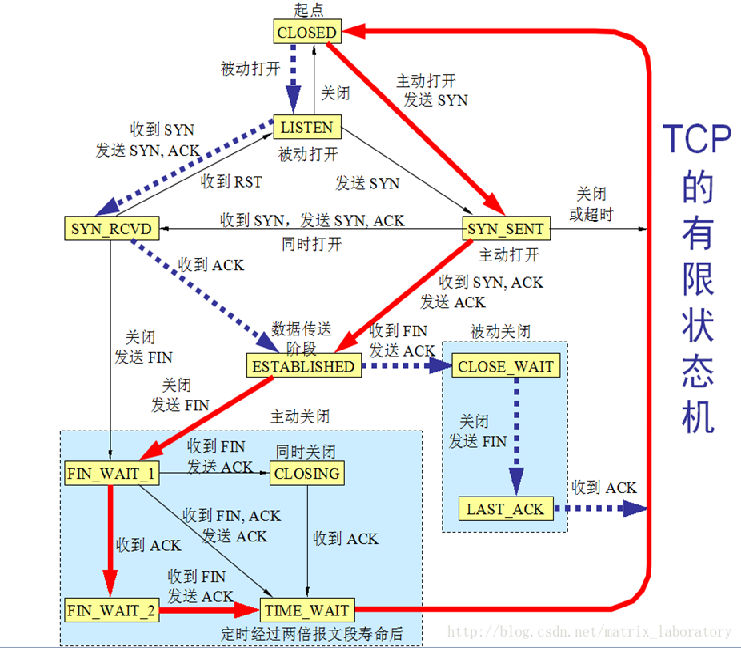 起点
CLOSED
被动打开
关闭
主动打开
发送 SYN
LISTEN
被动打开
收到 SYN
发送 SYN, ACK
收到 RST
发送 SYN
SYN_RCVD
收到 SYN，发送 SYN, ACK
同时打开
SYN_SENT
主动打开
关闭
或超时
收到 ACK
收到 SYN, ACK
发送 ACK
数据传送
阶段
ESTABLISHED
收到 FIN
发送 ACK
被动关闭
CLOSE_WAIT
关闭
发送 FIN
关闭
发送 FIN
关闭
发送 FIN
LAST_ACK
收到 ACK
主动关闭
FIN_WAIT_1
收到 FIN
发送 ACK
同时关闭
CLOSING
收到 FIN, ACK
发送 ACK
收到 ACK
收到 ACK
收到 FIN
发送 ACK
FIN_WAIT_2
TIME_WAIT
定时经过两倍报文段寿命后
TCP
的
有
限
状
态
机
http://blog.csdn.net/matrix_laboratory